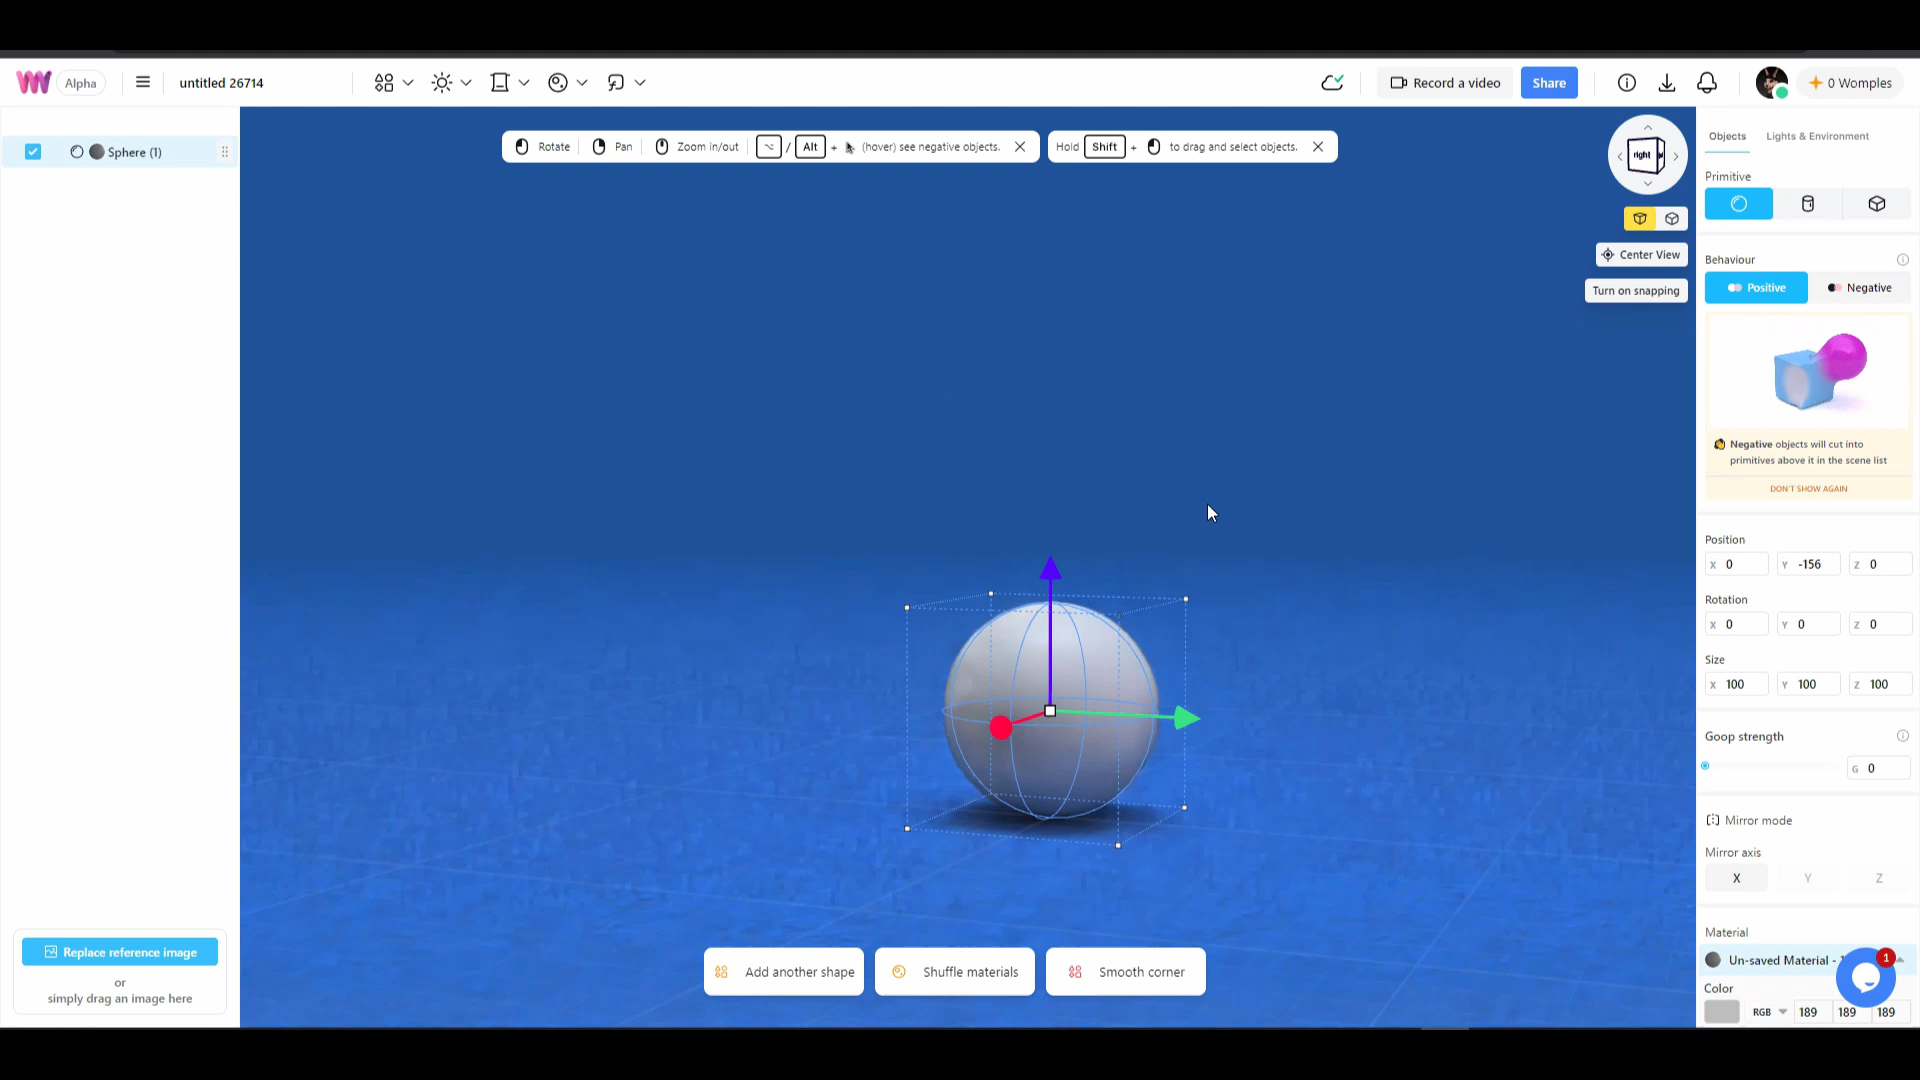 Alpha
untitled 26714
Record a video
Share
0 Womples
Sphere (1)
Rotate
Pan
Zoom in/out
⌥ / Alt + (hover) see negative objects.
Hold Shift + to drag and select objects.
right
Center View
Turn on snapping
Objects
Lights & Environment
Primitive
Behaviour
Positive
Negative
Negative objects will cut into
primitives above it in the scene list
DON'T SHOW AGAIN
Position
X 0 Y -156 Z 0
Rotation
X 0 Y 0 Z 0
Size
X 100 Y 100 Z 100
Goop strength
G 0
Mirror mode
Mirror axis
X Y Z
Material
Un-saved Material -
1
Color
RGB 189 189 189
Replace reference image
or
simply drag an image here
Add another shape
Shuffle materials
Smooth corner